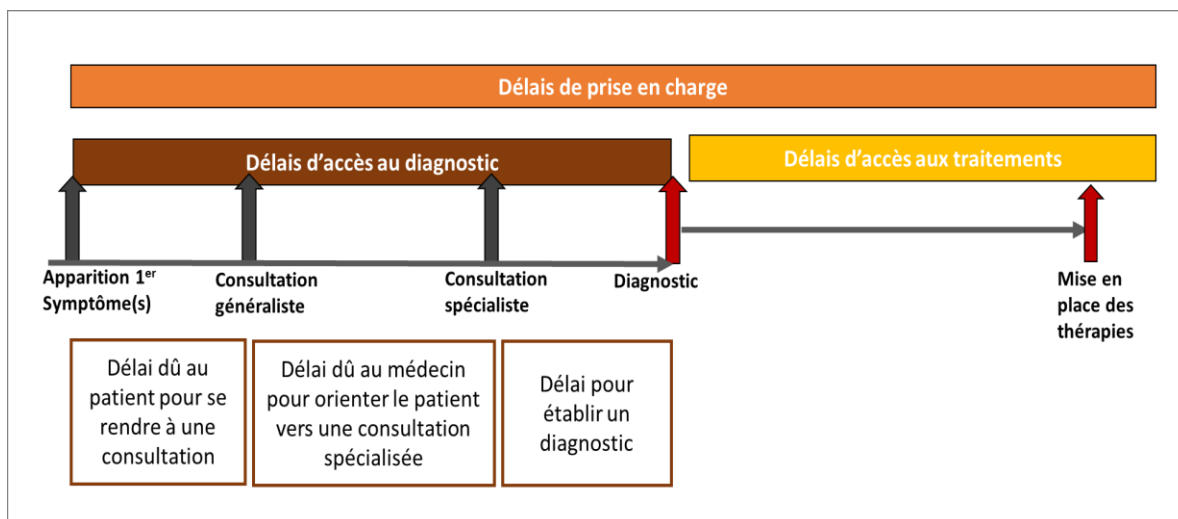 Délais de prise en charge
Délais d'accès au diagnostic
Délais d'accès aux traitements
Apparition 1er
Symptôme(s)
Consultation
généraliste
Consultation
spécialiste
Diagnostic
Mise en
place des
thérapies
Délai dû au
patient pour se
rendre à une
consultation
Délai dû au médecin
pour orienter le patient
vers une consultation
spécialisée
Délai pour
établir un
diagnostic